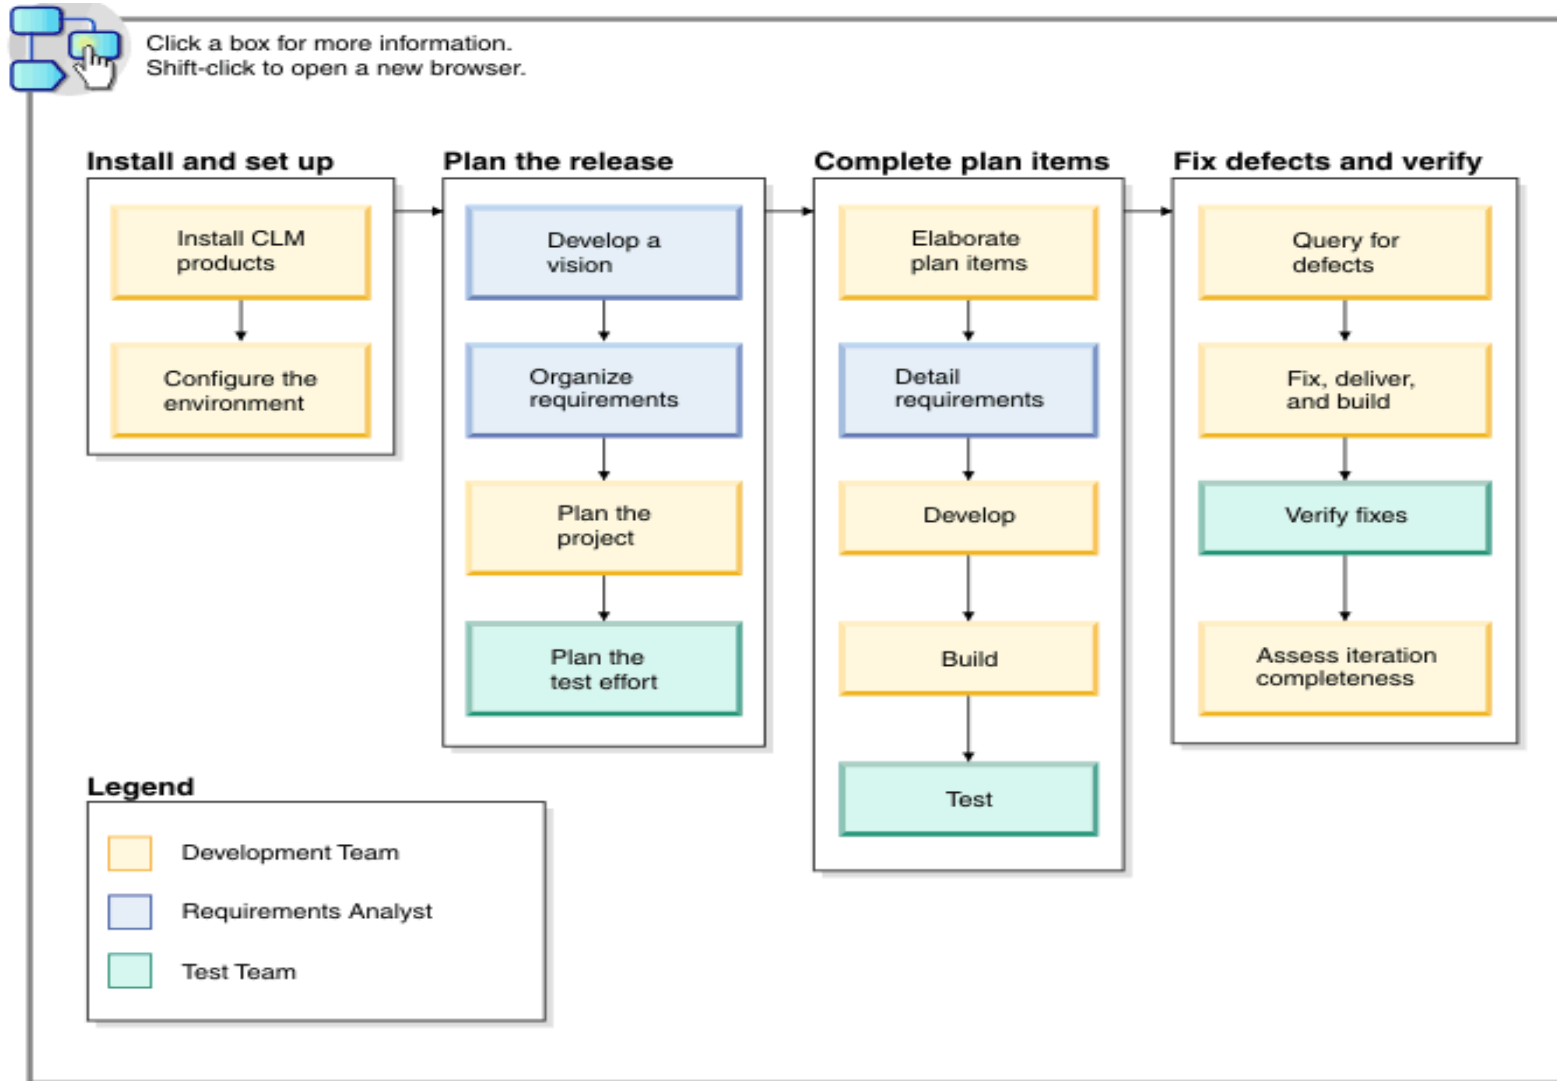 Click a box for more information.
Shift-click to open a new browser.
Install and set up
Install CLM
products
Configure the
environment
Plan the release
Develop a
vision
Organize
requirements
Plan the
project
Plan the
test effort
Complete plan items
Elaborate
plan items
Detail
requirements
Develop
Build
Test
Fix defects and verify
Query for
defects
Fix, deliver,
and build
Verify fixes
Assess iteration
completeness
Legend
Development Team
Requirements Analyst
Test Team